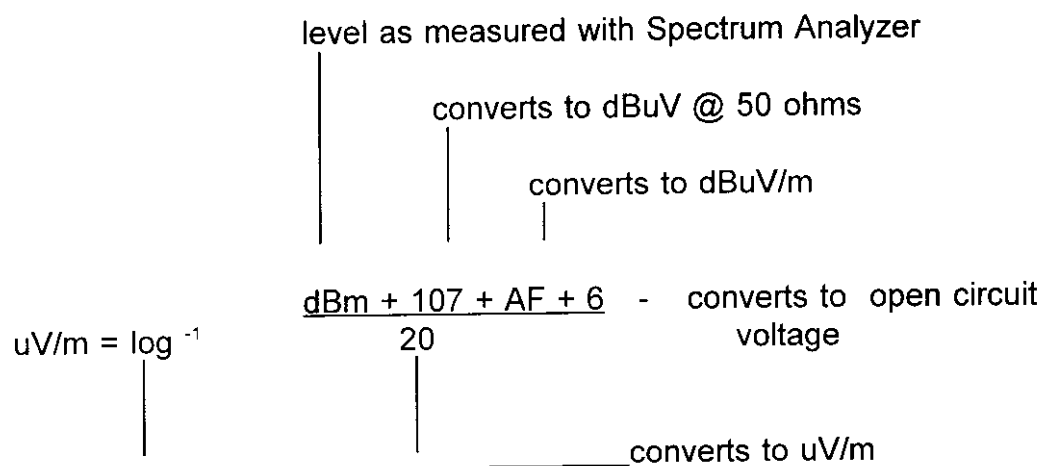 level as measured with Spectrum Analyzer
converts to dBuV @ 50 ohms
converts to dBuV/m
dBm + 107 + AF + 6 - converts to open circuit
uV/m = log -1 20 voltage
converts to uV/m